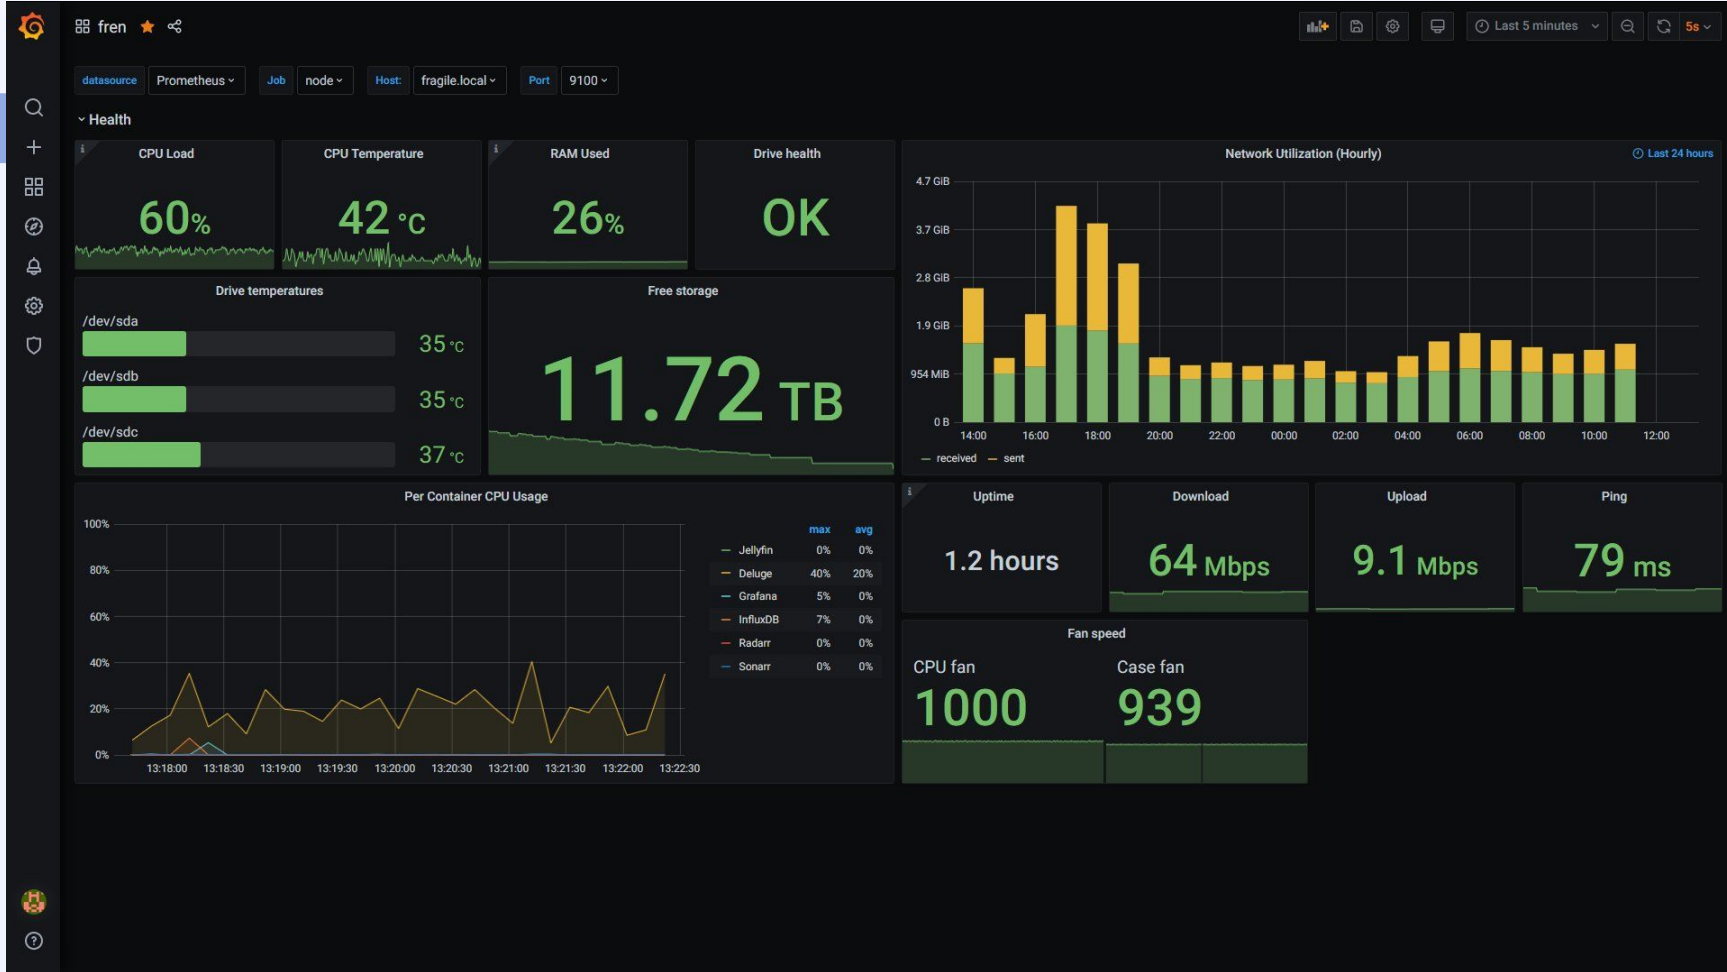 fren
Last 5 minutes
5s
datasource Prometheus Job node Host: fragile.local Port 9100
Health
CPU Load
60%
CPU Temperature
42 °C
RAM Used
26%
Drive health
OK
Network Utilization (Hourly)
Last 24 hours
4.7 GiB
3.7 GiB
2.8 GiB
1.9 GiB
954 MiB
0 B
14:00 16:00 18:00 20:00 22:00 00:00 02:00 04:00 06:00 08:00 10:00 12:00
received sent
Drive temperatures
/dev/sda
35 °C
/dev/sdb
35 °C
/dev/sdc
37 °C
Free storage
11.72 TB
Per Container CPU Usage
100%
80%
60%
40%
20%
0%
13:18:00 13:18:30 13:19:00 13:19:30 13:20:00 13:20:30 13:21:00 13:21:30 13:22:00 13:22:30
max avg
Jellyfin 0% 0%
Deluge 40% 20%
Grafana 5% 0%
InfluxDB 7% 0%
Radarr 0% 0%
Sonarr 0% 0%
Uptime
1.2 hours
Download
64 Mbps
Upload
9.1 Mbps
Ping
79 ms
Fan speed
CPU fan
1000
Case fan
939